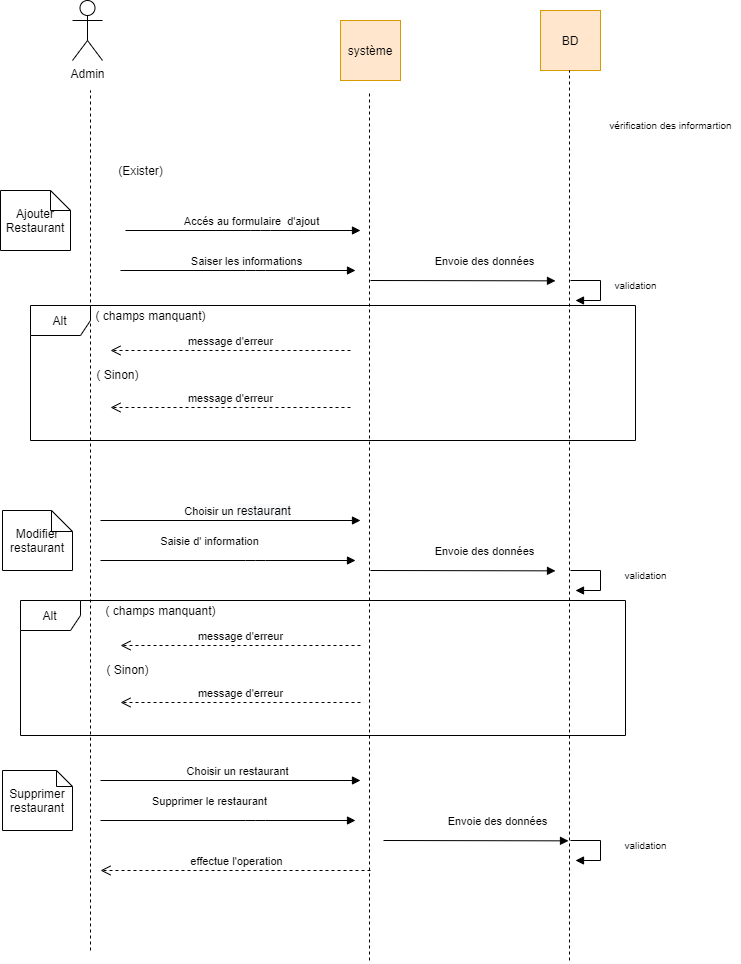 Admin
système
BD
vérification des informartion
(Exister)
Ajouter
Restaurant
Accés au formulaire d'ajout
Saiser les informations
Envoie des données
validation
Alt
( champs manquant)
message d'erreur
( Sinon)
message d'erreur
Modifier
restaurant
Choisir un restaurant
Saisie d' information
Envoie des données
validation
Alt
( champs manquant)
message d'erreur
( Sinon)
message d'erreur
Supprimer
restaurant
Choisir un restaurant
Supprimer le restaurant
Envoie des données
validation
effectue l'operation